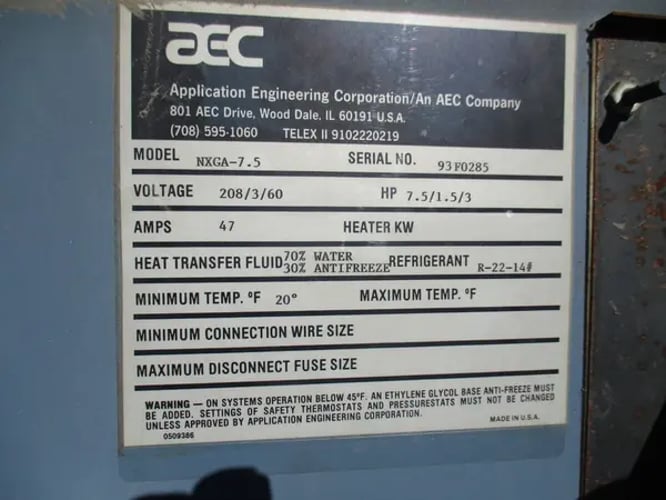 AEC
Application Engineering Corporation/An AEC Company
801 AEC Drive, Wood Dale, IL 60191 U.S.A.
(708) 595-1060 TELEX II 9102220219
MODEL NXGA-7.5 SERIAL NO. 93F0285
VOLTAGE 208/3/60 HP 7.5/1.5/3
AMPS 47 HEATER KW
HEAT TRANSFER FLUID 70% WATER 30% ANTIFREEZE REFRIGERANT R-22-14#
MINIMUM TEMP. ºF 20° MAXIMUM TEMP. ºF
MINIMUM CONNECTION WIRE SIZE
MAXIMUM DISCONNECT FUSE SIZE
WARNING — ON SYSTEMS OPERATION BELOW 45ºF. AN ETHYLENE GLYCOL BASE ANTI-FREEZE MUST
BE ADDED. SETTINGS OF SAFETY THERMOSTATS AND PRESSURESTATS MUST NOT BE CHANGED
UNLESS APPROVED BY APPLICATION ENGINEERING CORPORATION.
0509386 MADE IN U.S.A.